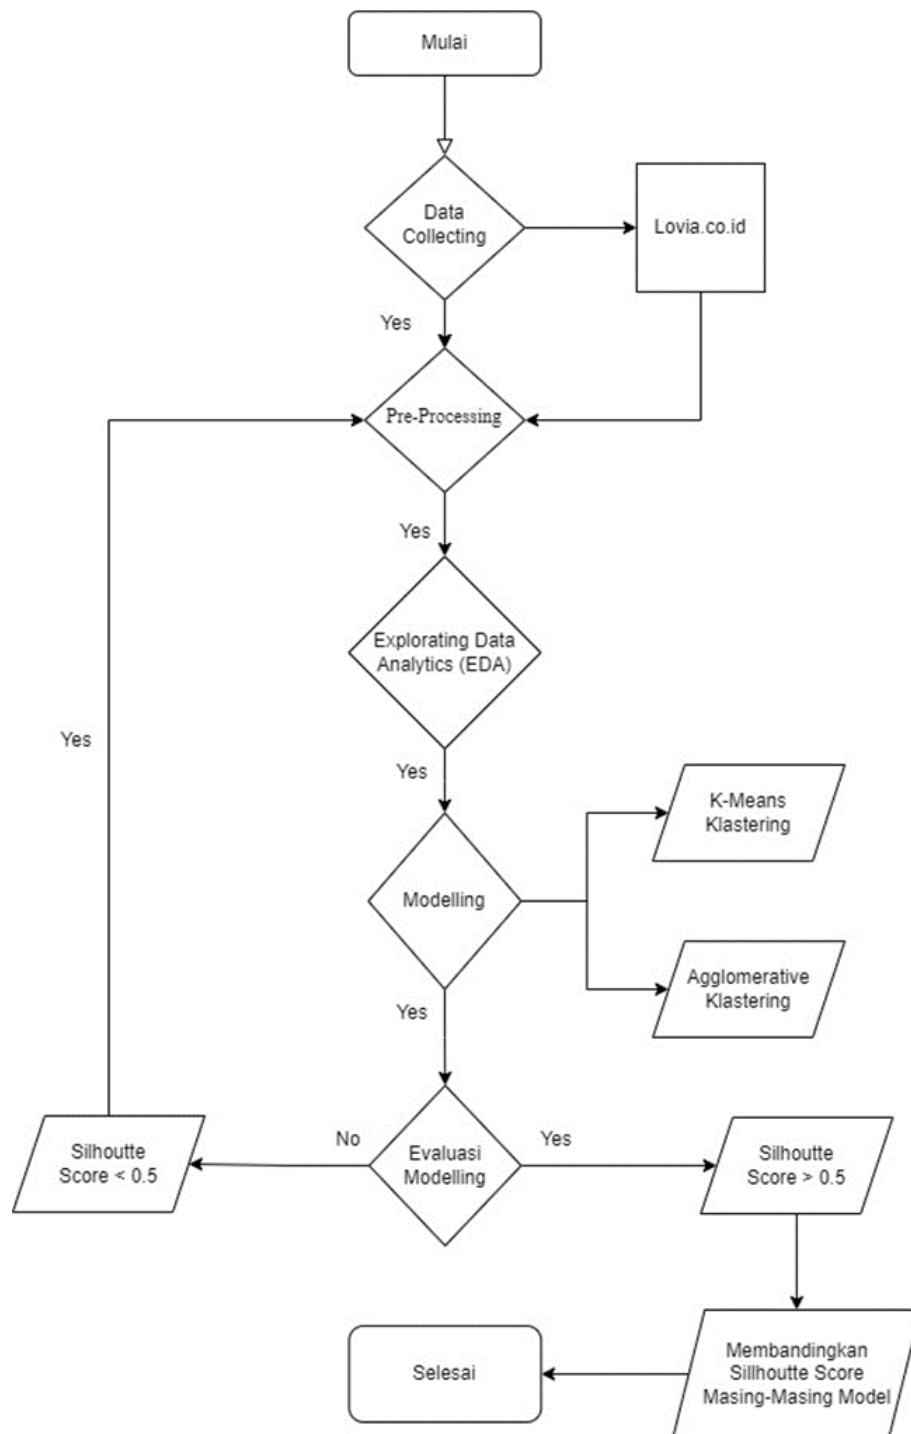 Mulai
Data
Collecting
Lovia.co.id
Yes
Pre-Processing
Yes
Explorating Data
Analytics (EDA)
Yes
Yes
K-Means
Klastering
Modelling
Agglomerative
Klastering
Yes
No
Yes
Silhoutte
Score < 0.5
Evaluasi
Modelling
Silhoutte
Score > 0.5
Selesai
Membandingkan
Sillhoutte Score
Masing-Masing Model